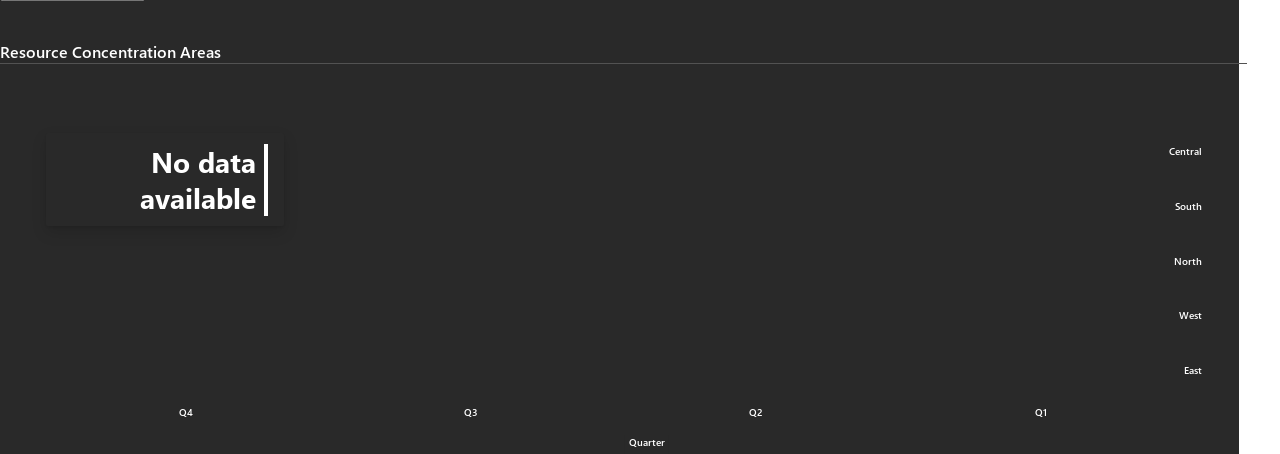 Resource Concentration Areas
No data
available
Central
South
North
West
East
Q4
Q3
Q2
Q1
Quarter